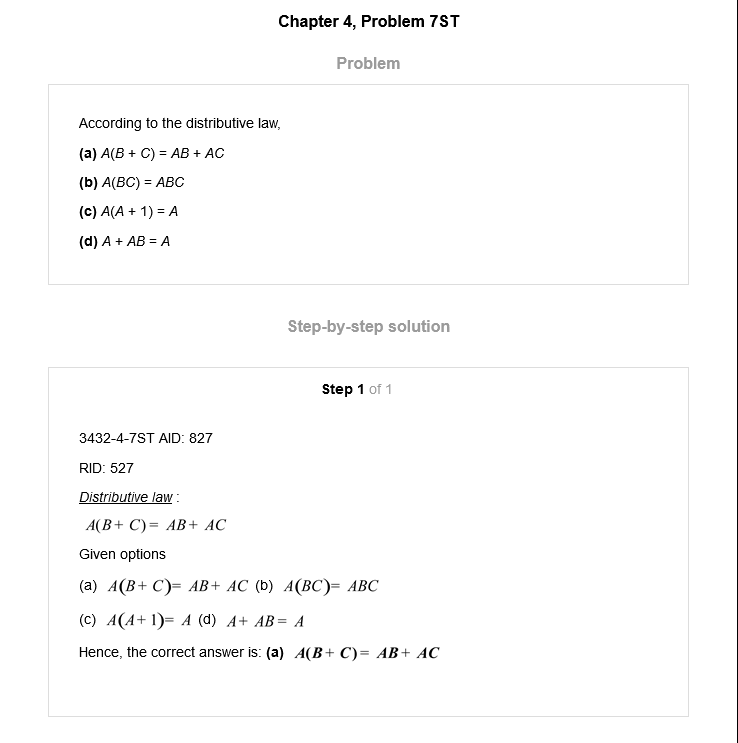 Chapter 4, Problem 7ST
Problem
According to the distributive law,
(a) A(B + C) = AB + AC
(b) A(BC) = ABC
(c) A(A + 1) = A
(d) A + AB = A
Step-by-step solution
Step 1 of 1
3432-4-7ST AID: 827
RID: 527
Distributive law :
A(B+ C)= AB+ AC
Given options
(a) A(B+ C)= AB+ AC (b) A(BC)= ABC
(c) A(A+ 1)= A (d) A+ AB= A
Hence, the correct answer is: (a) A(B+ C)= AB+ AC